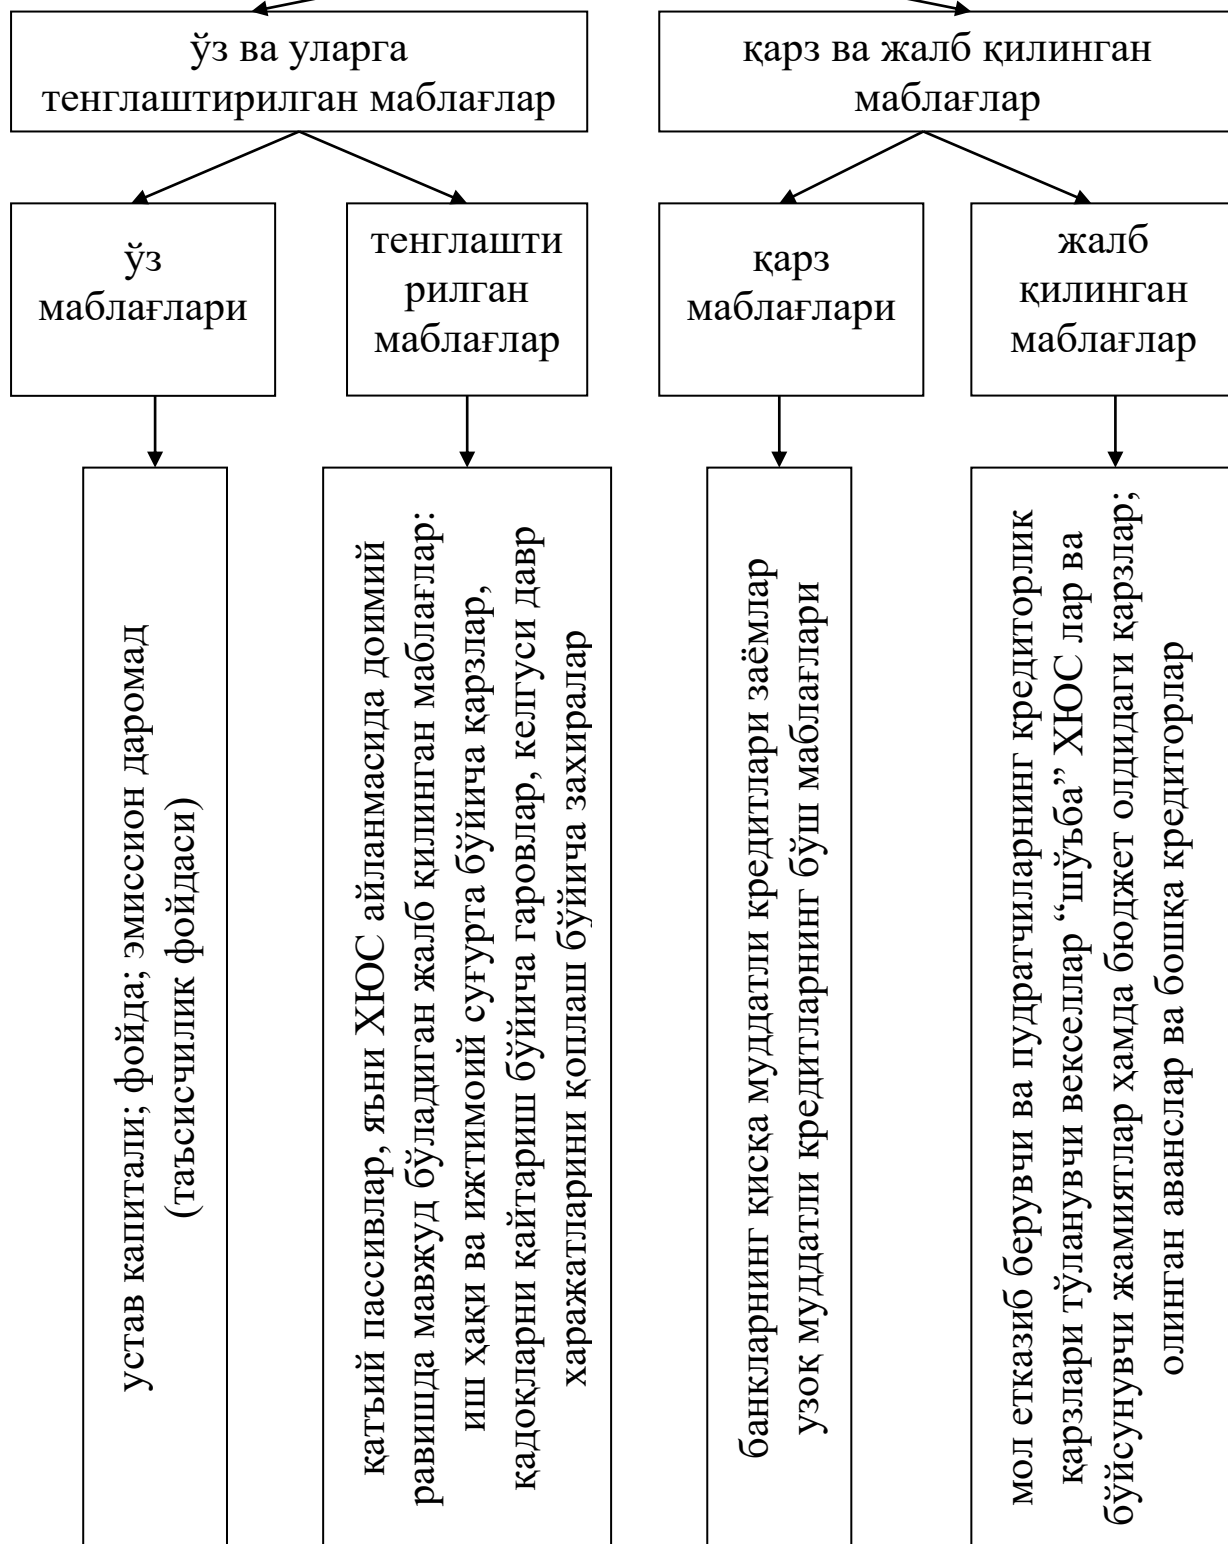 ўз ва уларга
тенглаштирилган маблағлар
қарз ва жалб қилинган
маблағлар
ўз
маблағлари
тенглашти
рилган
маблағлар
қарз
маблағлари
жалб
қилинган
маблағлар
устав капитали; фойда; эмиссион даромад
(таъсисчилик фойдаси)
қатъий пассивлар, яъни ХЮС айланмасида доимий
равишда мавжуд бўладиган жалб қилинган маблағлар:
иш ҳақи ва ижтимоий суғурта бўйича қарзлар,
қадоқларни қайтариш бўйича гаровлар, келгуси давр
харажатларини қоплаш бўйича захиралар
банкларнинг қисқа муддатли кредитлари заёмлар
узоқ муддатли кредитларнинг бўш маблағлари
мол етказиб берувчи ва пудратчиларнинг кредиторлик
қарзлари тўланувчи векселлар “шўъба” ХЮС лар ва
бўйсунувчи жамиятлар ҳамда бюджет олдидаги қарзлар;
олинган аванслар ва бошқа кредиторлар